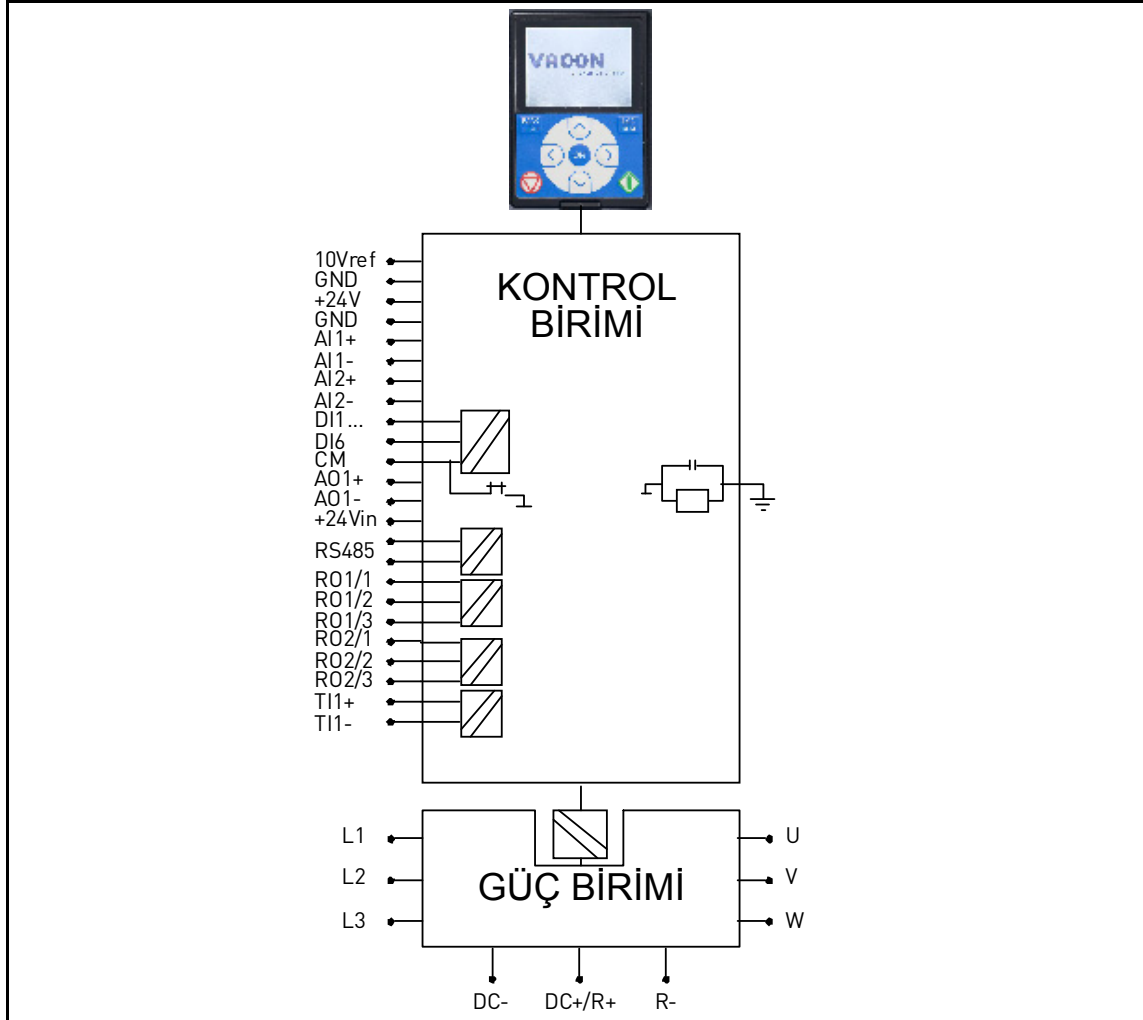 VACON
10Vref
GND
KONTROL
BİRİMİ
+24V
GND
AI1+
AI1-
AI2+
AI2-
DI1...
DI6
CM
AO1+
AO1-
+24Vin
RS485
RO1/1
RO1/2
RO1/3
RO2/1
RO2/2
RO2/3
TI1+
TI1-
L1
U
L2
GÜÇ BİRİMİ
V
L3
W
DC-
DC+/R+
R-